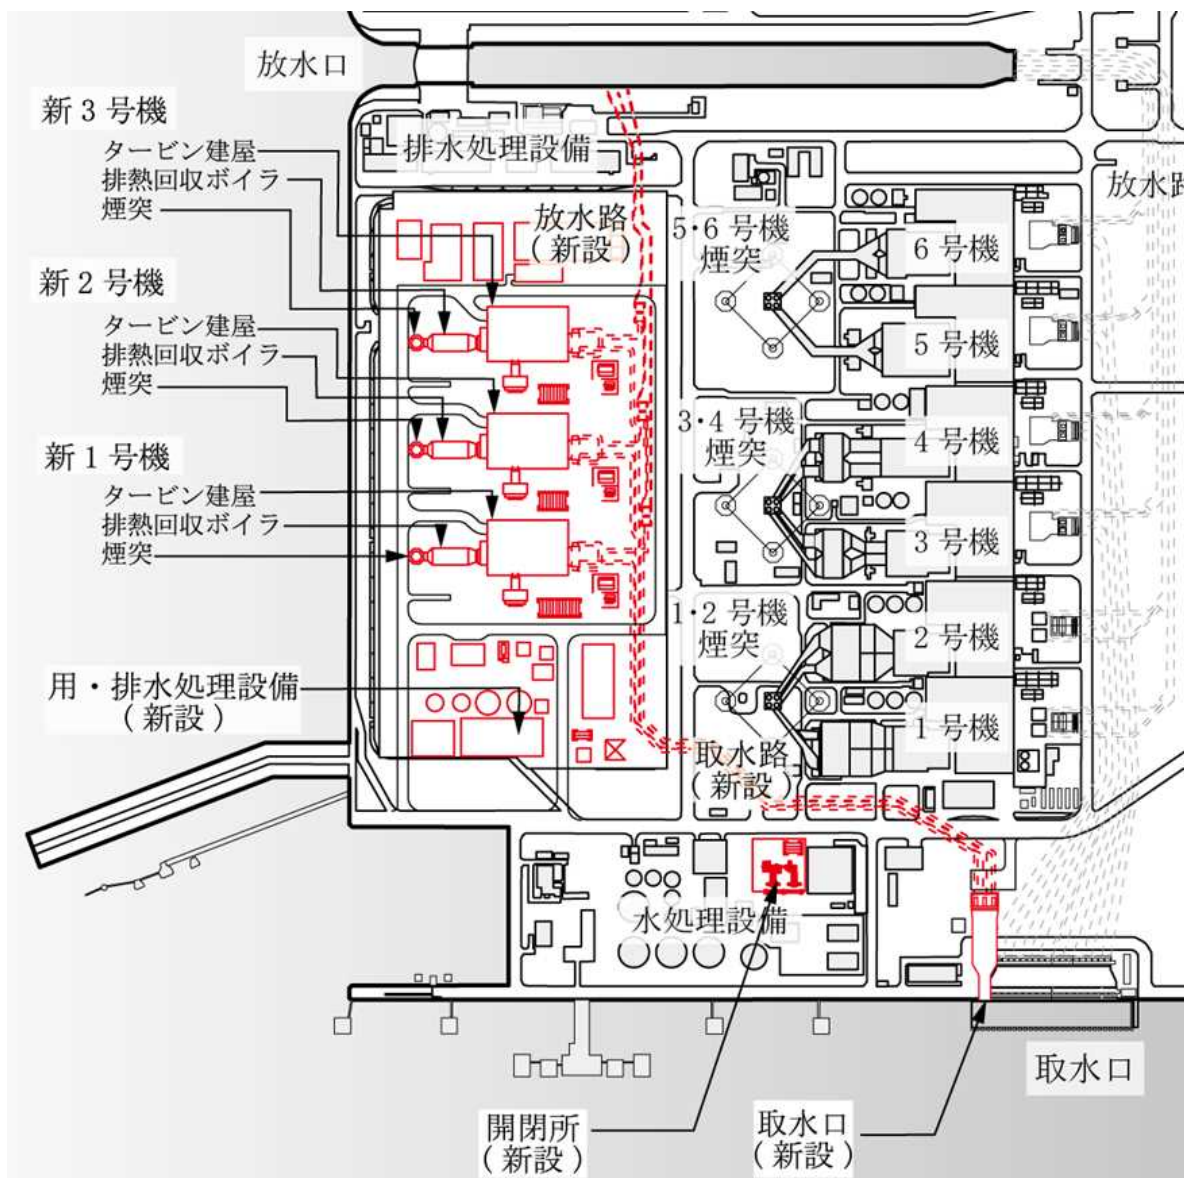 放水口
新3号機
タービン建屋
排熱回収ボイラ
煙突
排水処理設備
放水路
(新設)
5・6号機
煙突
6号機
放水路
新2号機
タービン建屋
排熱回収ボイラ
煙突
5号機
3・4号機
煙突
4号機
新1号機
タービン建屋
排熱回収ボイラ
煙突
3号機
1・2号機
煙突
2号機
用・排水処理設備
(新設)
1号機
取水路
(新設)
水処理設備
取水口
開閉所
(新設)
取水口
(新設)